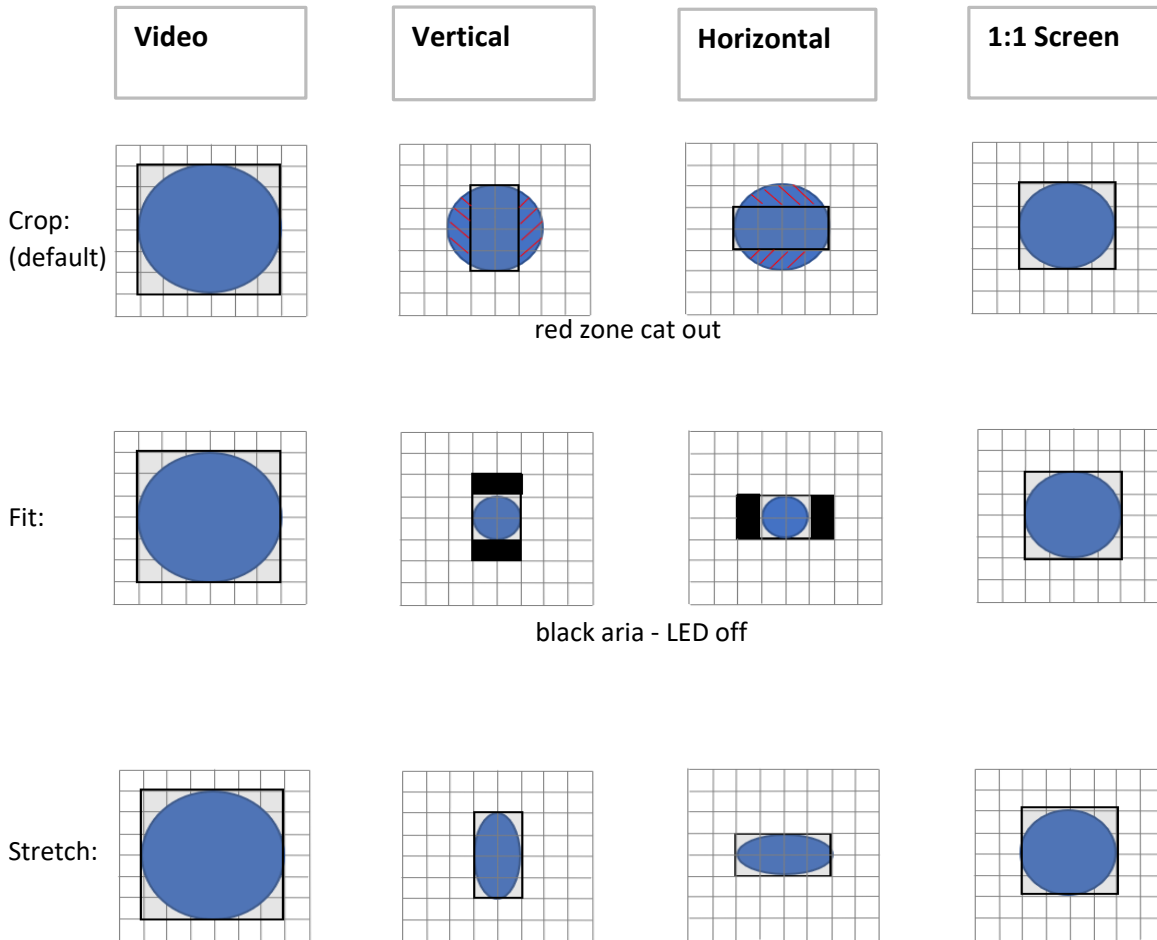 Video
Vertical
Horizontal
1:1 Screen
Crop:
(default)
red zone cat out
Fit:
black aria - LED off
Stretch: